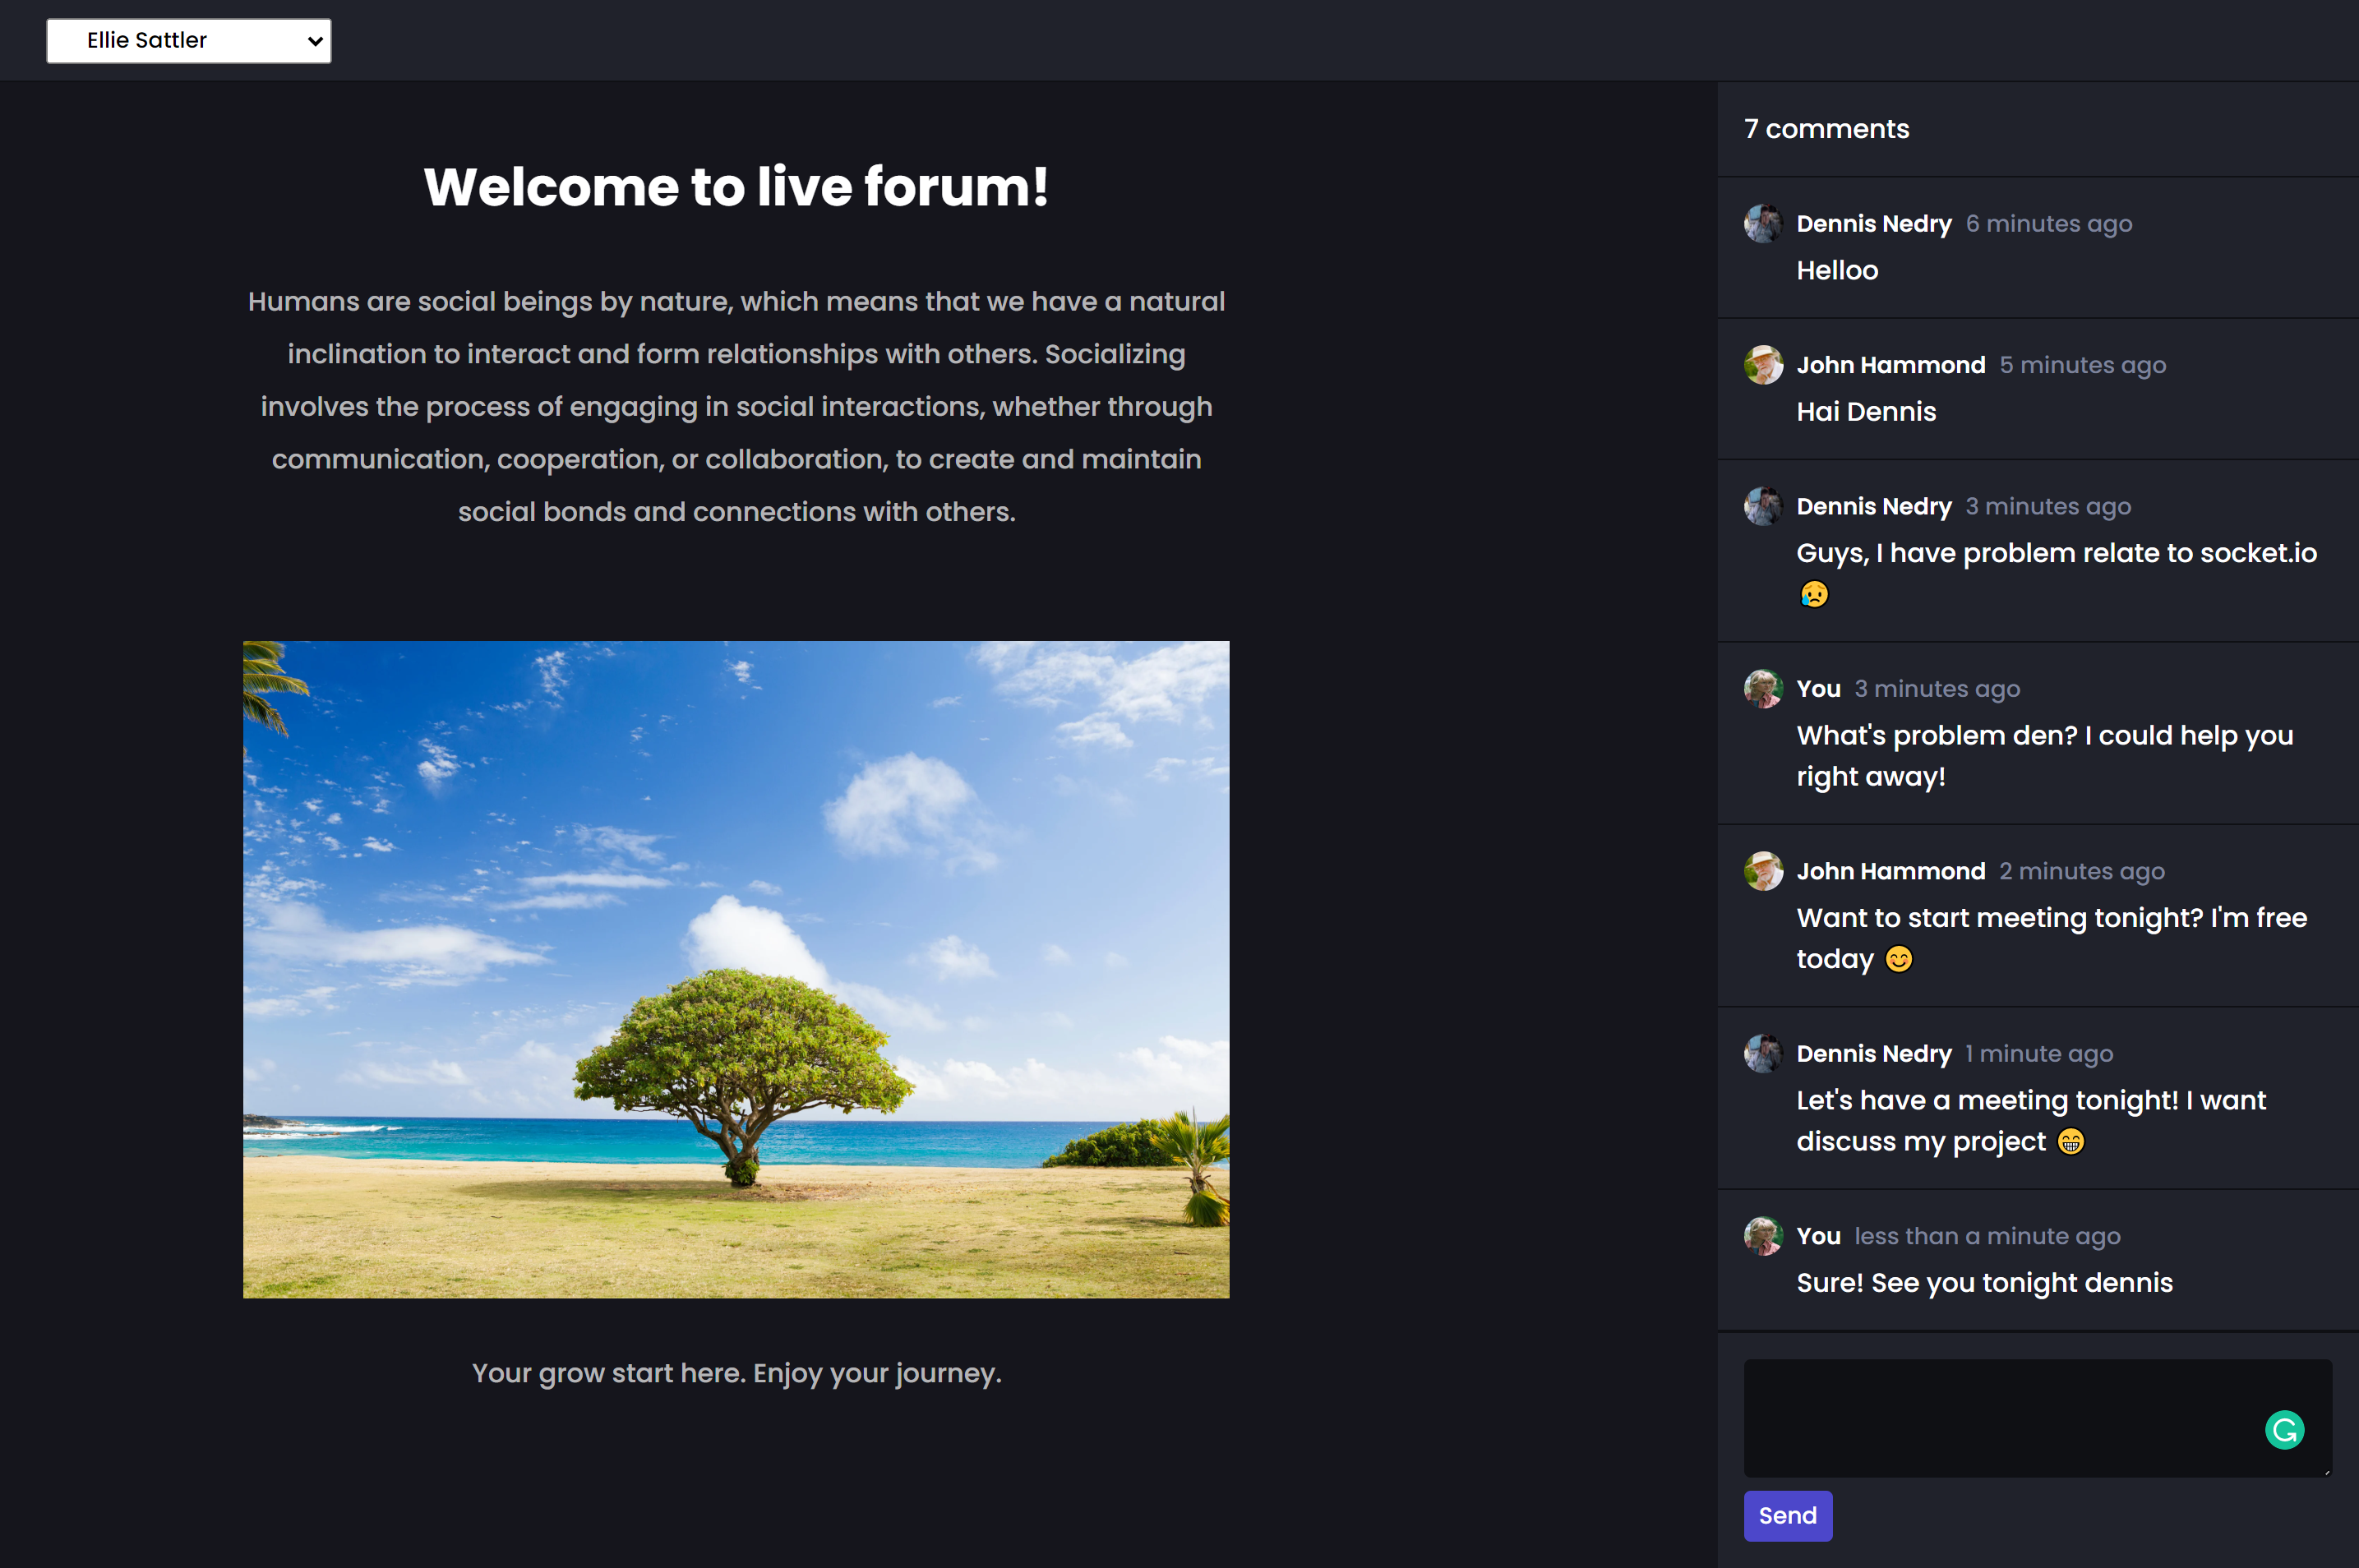 Ellie Sattler
Welcome to live forum!
Humans are social beings by nature, which means that we have a natural
inclination to interact and form relationships with others. Socializing
involves the process of engaging in social interactions, whether through
communication, cooperation, or collaboration, to create and maintain
social bonds and connections with others.
Your grow start here. Enjoy your journey.
7 comments
Dennis Nedry 6 minutes ago
Helloo
John Hammond 5 minutes ago
Hai Dennis
Dennis Nedry 3 minutes ago
Guys, I have problem relate to socket.io
😥
You 3 minutes ago
What's problem den? I could help you
right away!
John Hammond 2 minutes ago
Want to start meeting tonight? I'm free
today 😊
Dennis Nedry 1 minute ago
Let's have a meeting tonight! I want
discuss my project 😁
You less than a minute ago
Sure! See you tonight dennis
Send